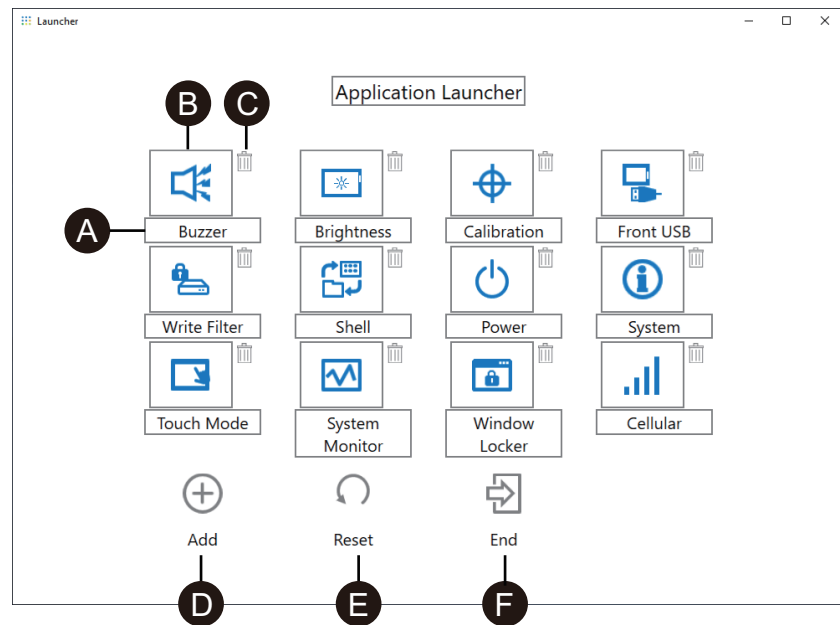 Launcher
Application Launcher
B
C
A
Buzzer
Brightness
Calibration
Front USB
Write Filter
Shell
Power
System
Touch Mode
System
Monitor
Window
Locker
Cellular
Add
Reset
End
D
E
F